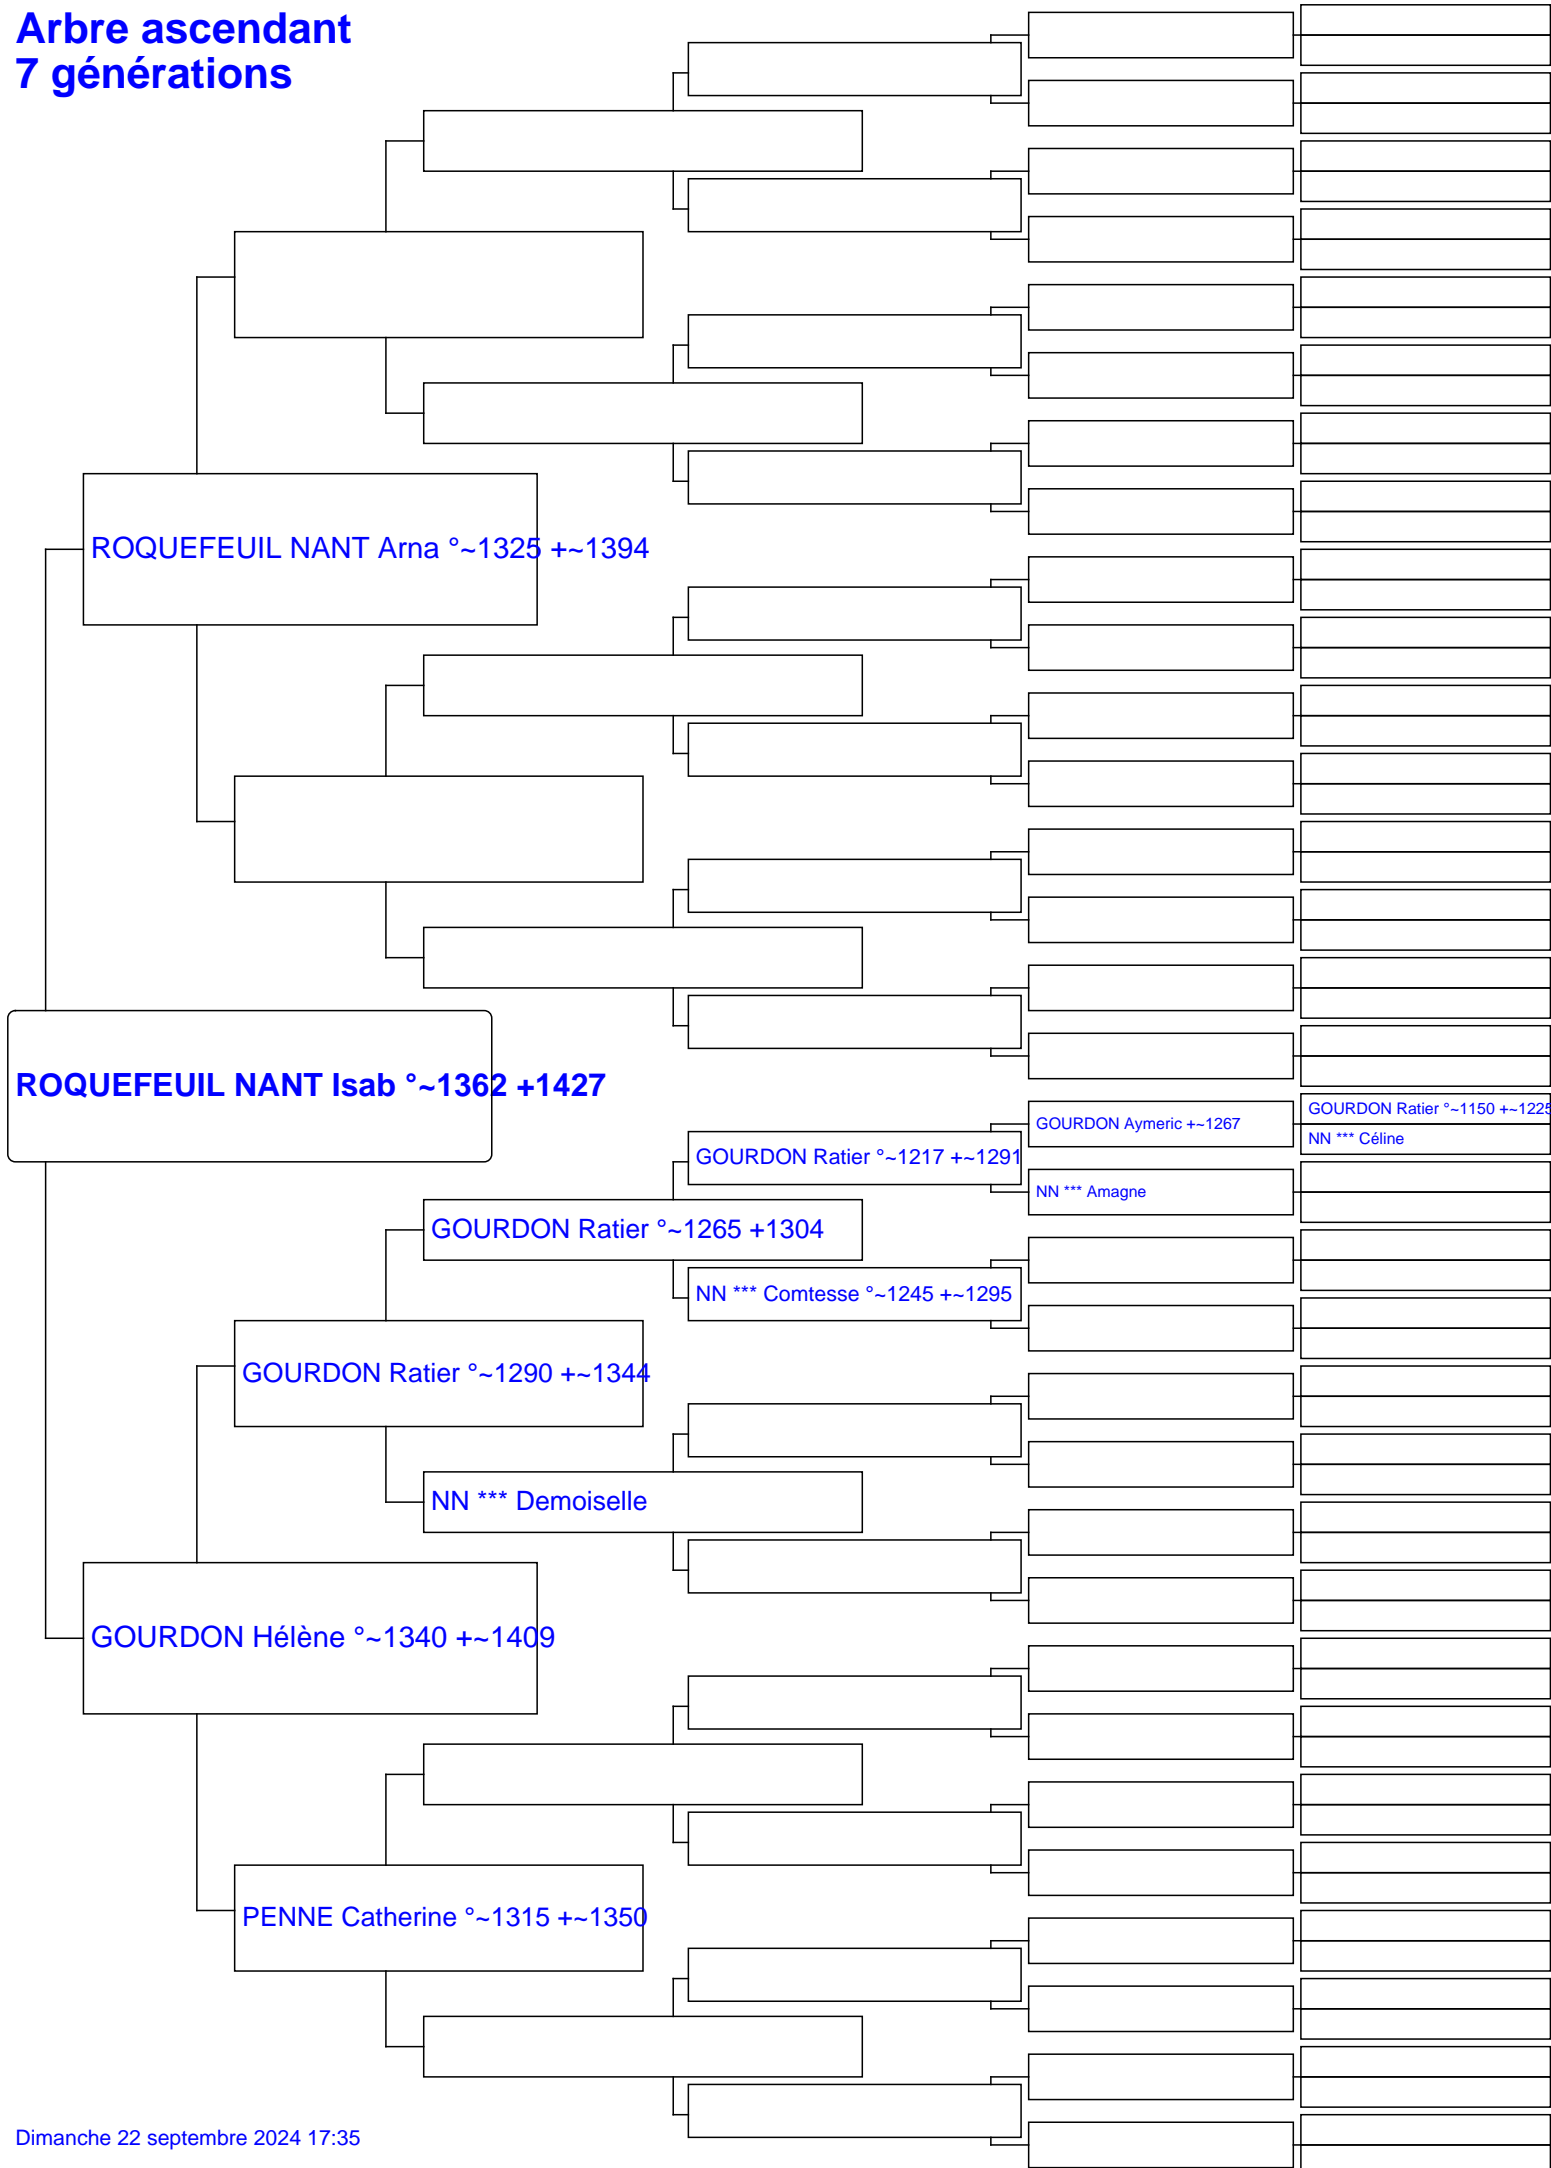 Arbre ascendant
7 générations
ROQUEFEUIL NANT Arna °~1325 +~1394
ROQUEFEUIL NANT Isab °~1362 +1427
GOURDON Ratier °~1150 +~1225
GOURDON Aymeric +~1267
NN *** Céline
GOURDON Ratier °~1217 +~1291
NN *** Amagne
GOURDON Ratier °~1265 +1304
NN *** Comtesse °~1245 +~1295
GOURDON Ratier °~1290 +~1344
NN *** Demoiselle
GOURDON Hélène °~1340 +~1409
PENNE Catherine °~1315 +~1350
Dimanche 22 septembre 2024 17:35